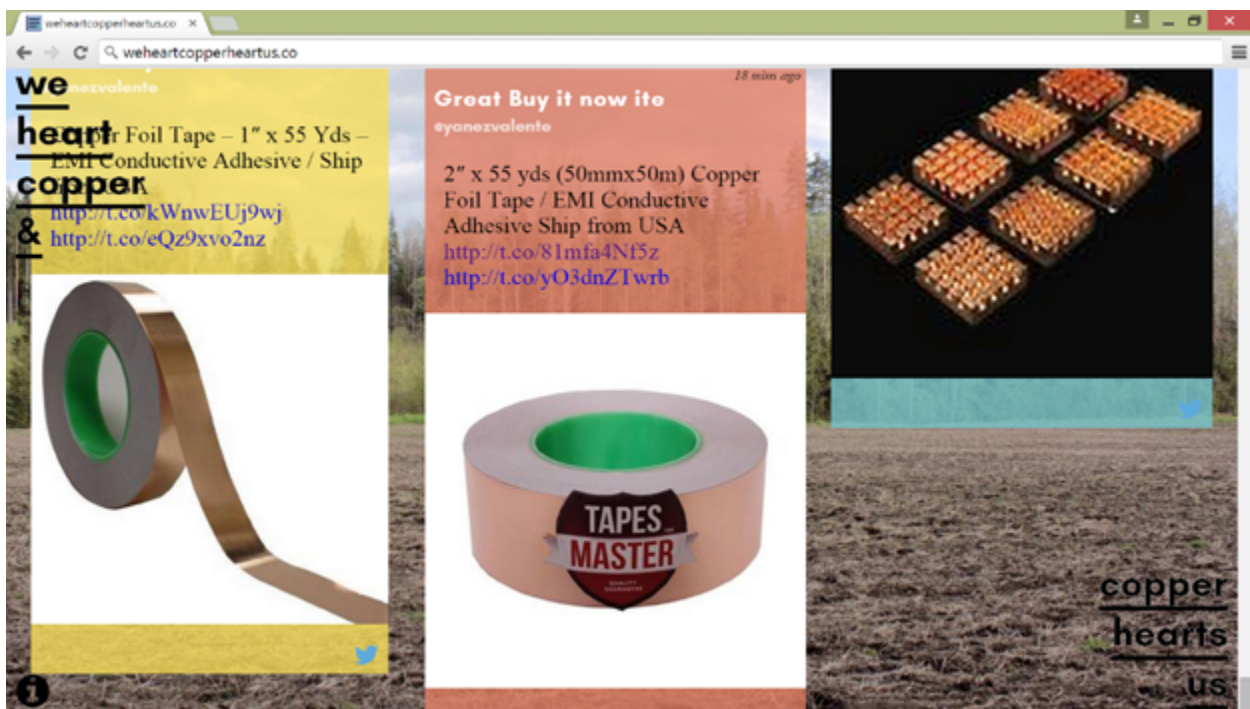 weheartcopperheartus.co
weheartcopperheartus.co
we
heart
copper
&
Foil Tape – 1" x 55 Yds –
EMI Conductive Adhesive / Ship
http://t.co/kWnwEUj9wj
http://t.co/eQz9xvo2nz
18 mins ago
Great Buy it now ite
eyanezvalente
2" x 55 yds (50mmx50m) Copper
Foil Tape / EMI Conductive
Adhesive Ship from USA
http://t.co/81mfa4Nf5z
http://t.co/yO3dnZTwrb
TAPES
MASTER
copper
hearts
us